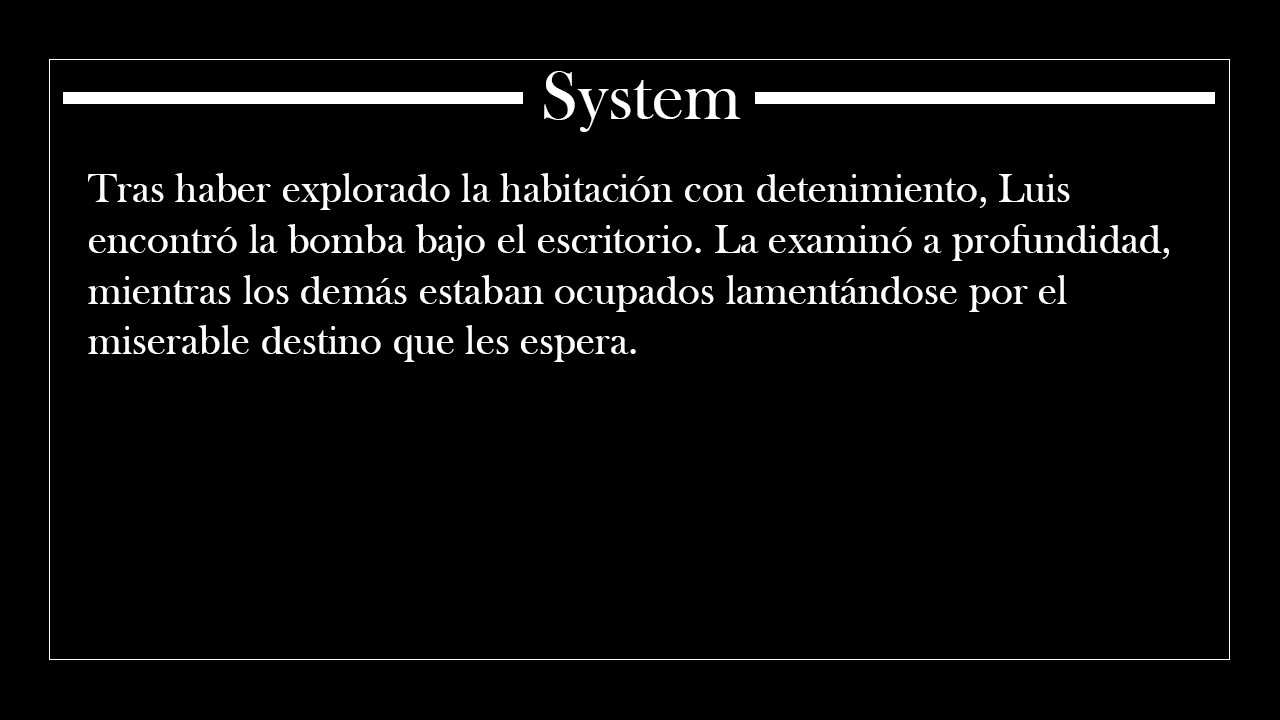 System
Tras haber explorado la habitación con detenimiento, Luis
encontró la bomba bajo el escritorio. La examinó a profundidad,
mientras los demás estaban ocupados lamentándose por el
miserable destino que les espera.